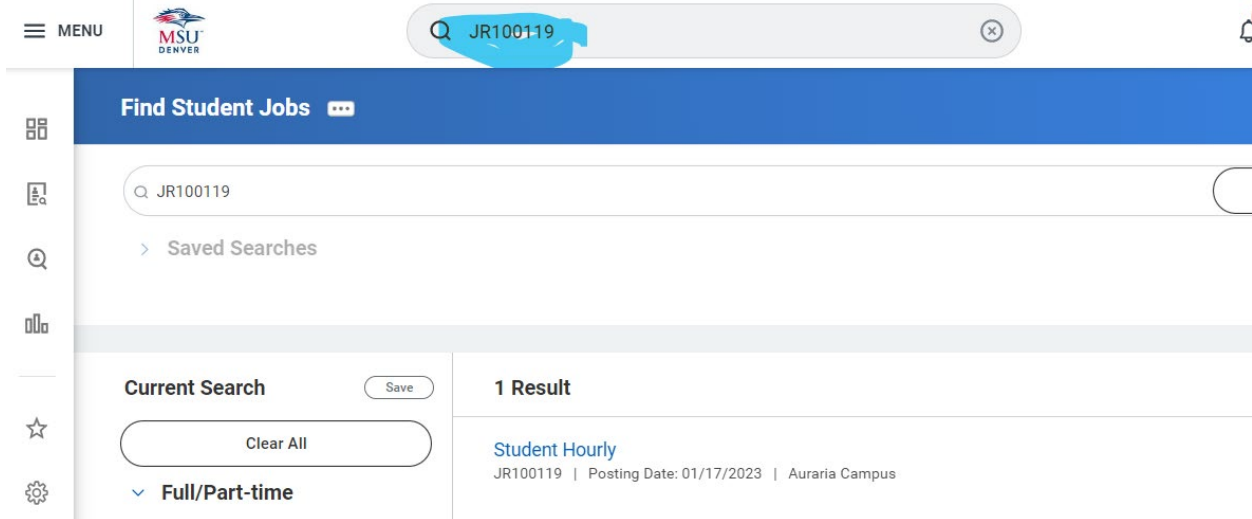 MENU
MSU
DENVER
JR100119
Find Student Jobs
JR100119
Saved Searches
Current Search
Save
1 Result
Clear All
Student Hourly
JR100119 | Posting Date: 01/17/2023 | Auraria Campus
Full/Part-time